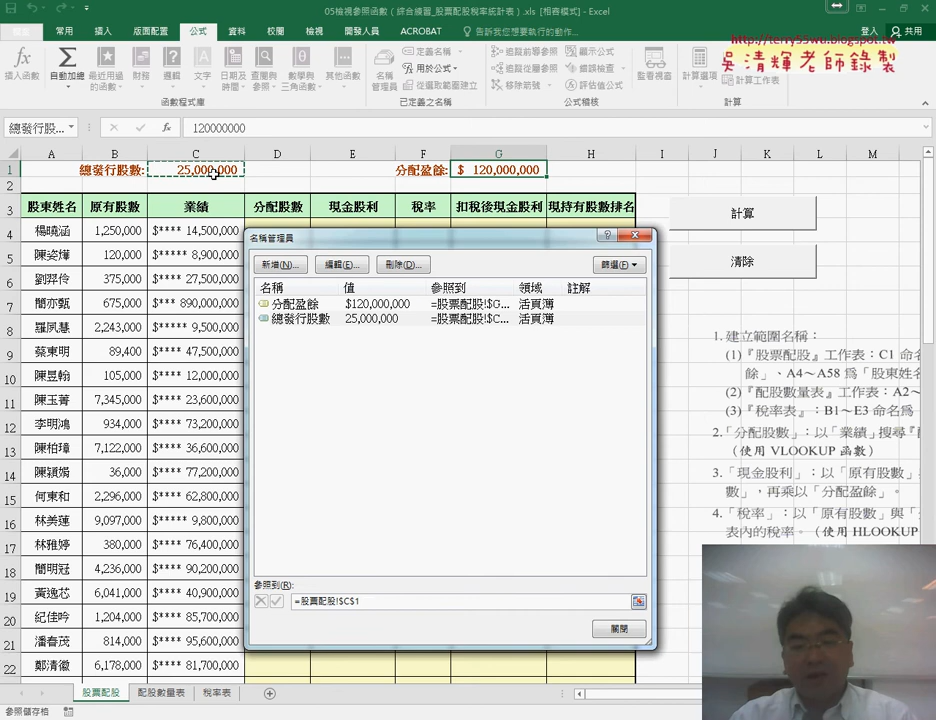 05檢視參照函數（綜合練習_股票配股稅率統計表）.xls [相容模式] - Excel
常用 插入 版面配置 公式 資料 校閱 檢視 開發人員 ACROBAT 告訴我您想要執行的動作... 登入 共用
http://terry55wu.blogspot.tw
吳清輝老師錄製
插入函數 自動加總 最近用過的函數 財務 邏輯 文字 日期及時間 查閱與參照 數學與三角函數 其他函數 名稱管理員 定義名稱 用於公式 從選取範圍建立 追蹤前導參照 追蹤從屬參照 移除箭號 顯示公式 錯誤檢查 評估值公式 監看視窗 計算選項 計算工作表
函數程式庫 已定義之名稱 公式稽核 計算
總發行股... fx 120000000
A B C D E F G H I J K L M
1 總發行股數: 25,000,000 分配盈餘: $ 120,000,000
2
3 股東姓名 原有股數 業績 分配股數 現金股利 稅率 扣稅後現金股利 現持有股數排名
4 楊曉涵 1,250,000 $**** 14,500,000
5 陳姿燁 120,000 $**** 8,900,000
6 劉羿伶 375,000 $**** 27,500,000
7 簡亦甄 675,000 $*** 890,000,000
8 羅夙慧 2,243,000 $**** 9,500,000
9 蔡東明 89,400 $**** 47,500,000
10 陳昱翰 105,000 $**** 12,000,000
11 陳玉菁 7,345,000 $**** 23,600,000
12 李明鴻 934,000 $**** 73,200,000
13 陳柏瑋 7,122,000 $**** 36,600,000
14 陳穎娟 36,000 $**** 77,200,000
15 何東和 2,296,000 $**** 62,800,000
16 林美蓮 9,097,000 $***** 9,800,000
17 林雅婷 380,000 $**** 76,400,000
18 簡明冠 4,236,000 $**** 90,200,000
19 黃逸芯 6,041,000 $**** 40,900,000
20 紀佳吟 1,204,000 $**** 85,700,000
21 潘春茂 814,000 $**** 95,600,000
22 鄭清徽 6,178,000 $**** 81,700,000
名稱管理員
新增(N)... 編輯(E)... 刪除(D)... 篩選(F)
名稱 值 參照到 領域 註解
分配盈餘 $120,000,000 =股票配股!$G... 活頁簿
總發行股數 25,000,000 =股票配股!$C... 活頁簿
參照到(R):
=股票配股!$C$1
關閉
計算
清除
1. 建立範圍名稱：
(1)『股票配股』工作表：C1 命名
餘」、A4～A58 為「股東姓名
(2)『配股數量表』工作表：A2～
(3)『稅率表』：B1～E3 命名為
2.「分配股數」：以「業績」搜尋『
(使用 VLOOKUP 函數)
3.「現金股利」：以「原有股數」
數」，再乘以「分配盈餘」。
4.「稅率」：以「原有股數」與「
表內的稅率。（使用 HLOOKUP
股票配股 配股數量表 稅率表
參照儲存格